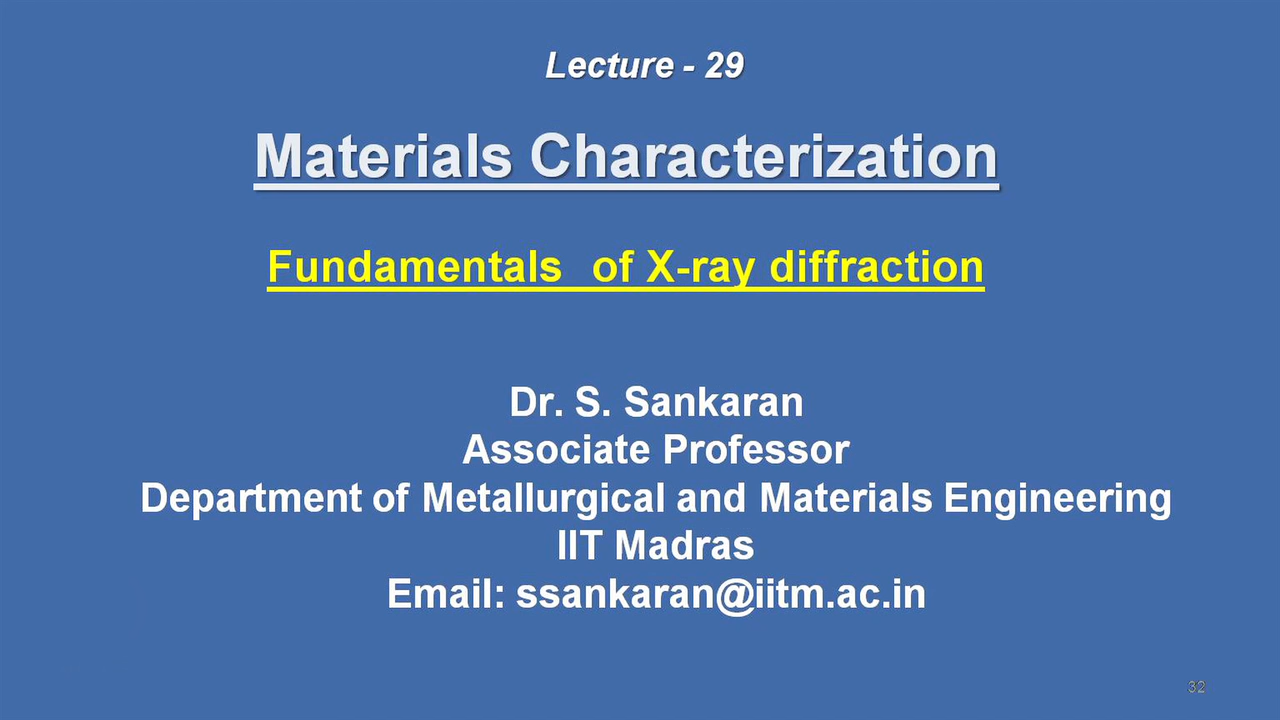 Lecture - 29
Materials Characterization
Fundamentals of X-ray diffraction
Dr. S. Sankaran
Associate Professor
Department of Metallurgical and Materials Engineering
IIT Madras
Email: ssankaran@iitm.ac.in
32